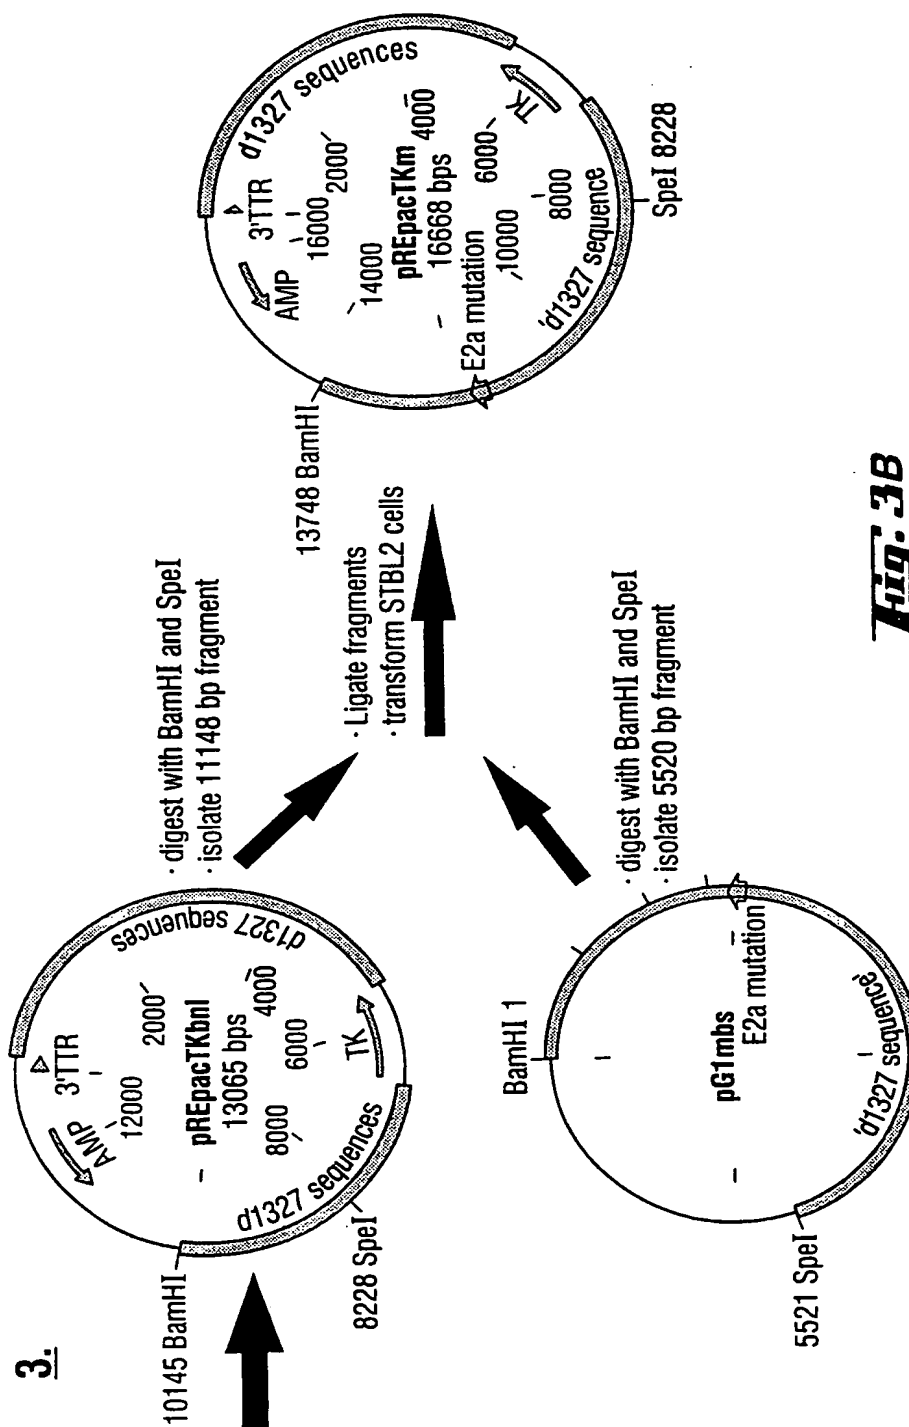 3.
10145 BamHI
AMP
3'TTR
12000
2000
d1327 sequences
pREpacTKbnl
13065 bps
4000
6000
8000
TK
d1327 sequences
8228 SpeI
· digest with BamHI and SpeI
· isolate 11148 bp fragment
BamHI 1
pG1mbs
E2a mutation
'd1327 sequence'
5521 SpeI
· digest with BamHI and SpeI
· isolate 5520 bp fragment
· Ligate fragments
· transform STBL2 cells
13748 BamHI
AMP
3'TTR
16000
2000
d1327 sequences
14000
pREpacTKm
16668 bps
4000
6000
TK
E2a mutation
10000
8000
'd1327 sequence
SpeI 8228
Fig. 3B